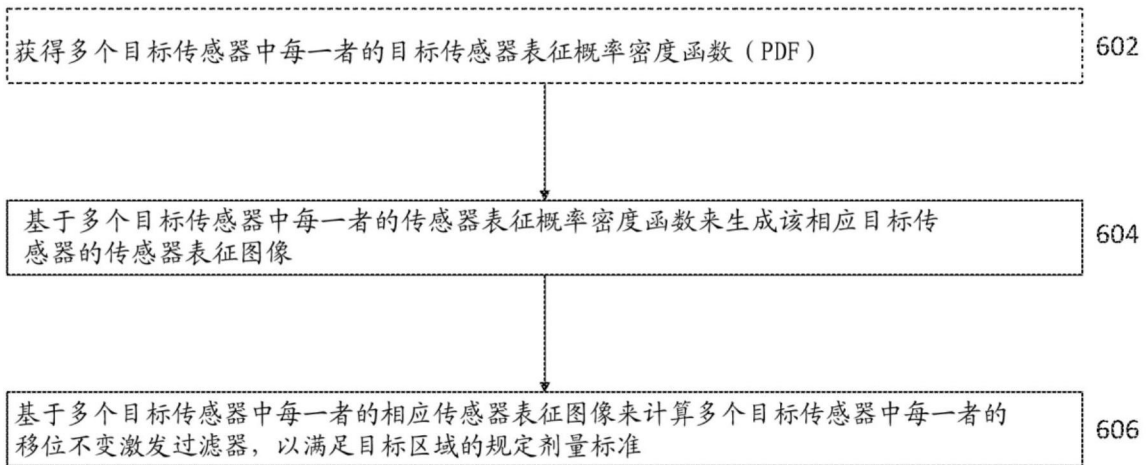 获得多个目标传感器中每一者的目标传感器表征概率密度函数（PDF）
602
基于多个目标传感器中每一者的传感器表征概率密度函数来生成该相应目标传
感器的传感器表征图像
604
基于多个目标传感器中每一者的相应传感器表征图像来计算多个目标传感器中每一者的
移位不变激发过滤器，以满足目标区域的规定剂量标准
606